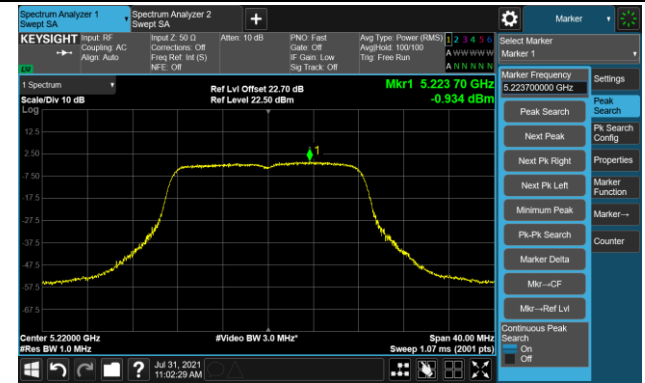 Spectrum Analyzer 1
Swept SA
Spectrum Analyzer 2
Swept SA
+
Marker
KEYSIGHT
Input: RF
Coupling: AC
Align: Auto
Input Z: 50 Ω
Corrections: Off
Freq Ref: Int (S)
NFE: Off
Atten: 10 dB
PNO: Fast
Gate: Off
IF Gain: Low
Sig Track: Off
Avg Type: Power (RMS)
Avg|Hold: 100/100
Trig: Free Run
1 2 3 4 5 6
A W W W W W
A N N N N N
Select Marker
Marker 1
1 Spectrum
Scale/Div 10 dB
Log
Ref Lvl Offset 22.70 dB
Ref Level 22.50 dBm
Mkr1 5.223 70 GHz
-0.934 dBm
12.5
2.50
-7.50
-17.5
-27.5
-37.5
-47.5
-57.5
-67.5
1
Center 5.22000 GHz
#Res BW 1.0 MHz
#Video BW 3.0 MHz*
Span 40.00 MHz
Sweep 1.07 ms (2001 pts)
Marker Frequency
5.223700000 GHz
Peak Search
Next Peak
Next Pk Right
Next Pk Left
Minimum Peak
Pk-Pk Search
Marker Delta
Mkr→CF
Mkr→Ref Lvl
Continuous Peak
Search
On
Off
Settings
Peak
Search
Pk Search
Config
Properties
Marker
Function
Marker→
Counter
?
Jul 31, 2021
11:02:29 AM